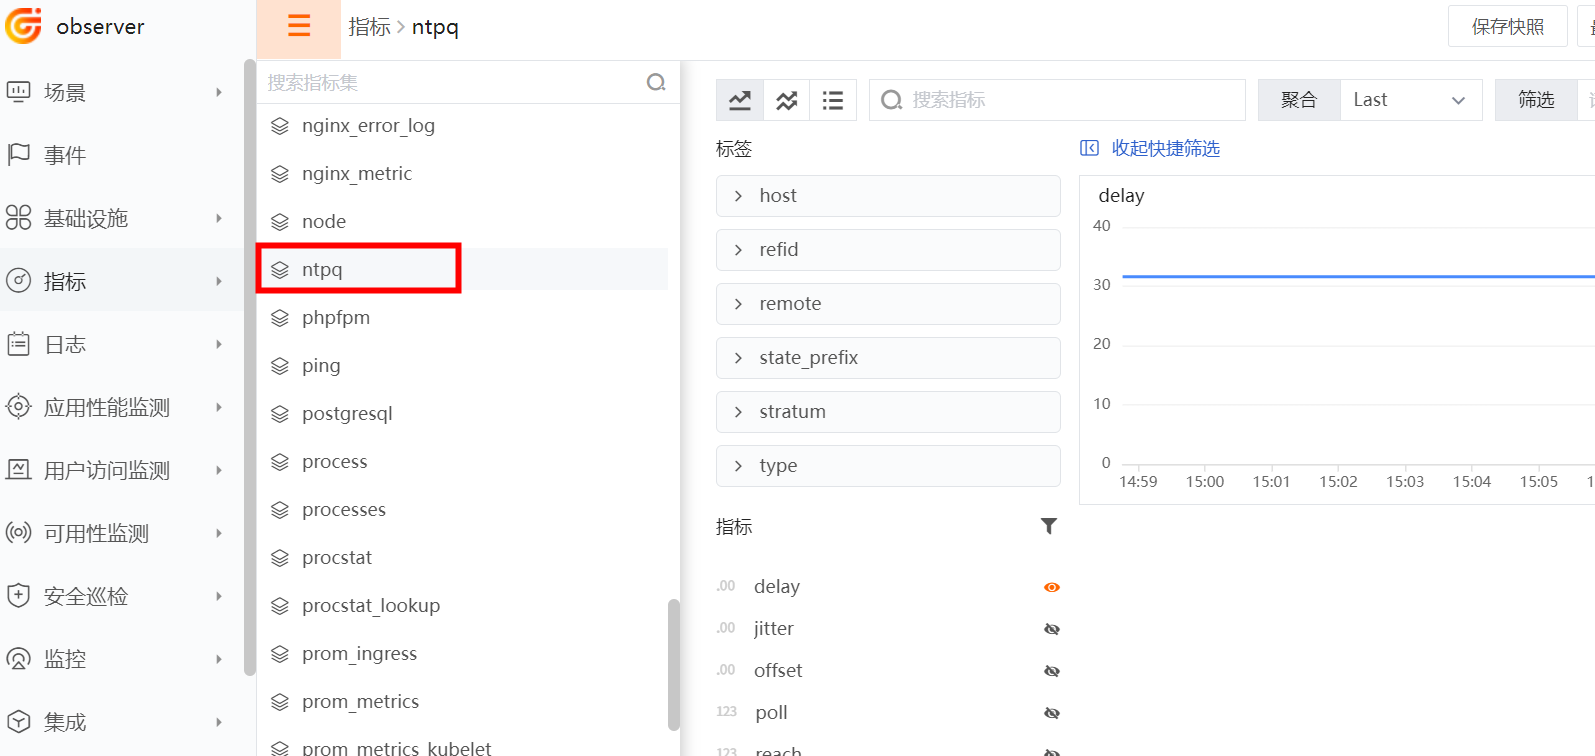 observer
指标 > ntpq
保存快照
场景
事件
基础设施
指标
日志
应用性能监测
用户访问监测
可用性监测
安全巡检
监控
集成
搜索指标集
nginx_error_log
nginx_metric
node
ntpq
phpfpm
ping
postgresql
process
processes
procstat
procstat_lookup
prom_ingress
prom_metrics
prom_metrics_kubelet
搜索指标
聚合
Last
筛选
标签
收起快捷筛选
host
refid
remote
state_prefix
stratum
type
指标
.00 delay
.00 jitter
.00 offset
123 poll
123 reach
delay
40
30
20
10
0
14:59 15:00 15:01 15:02 15:03 15:04 15:05